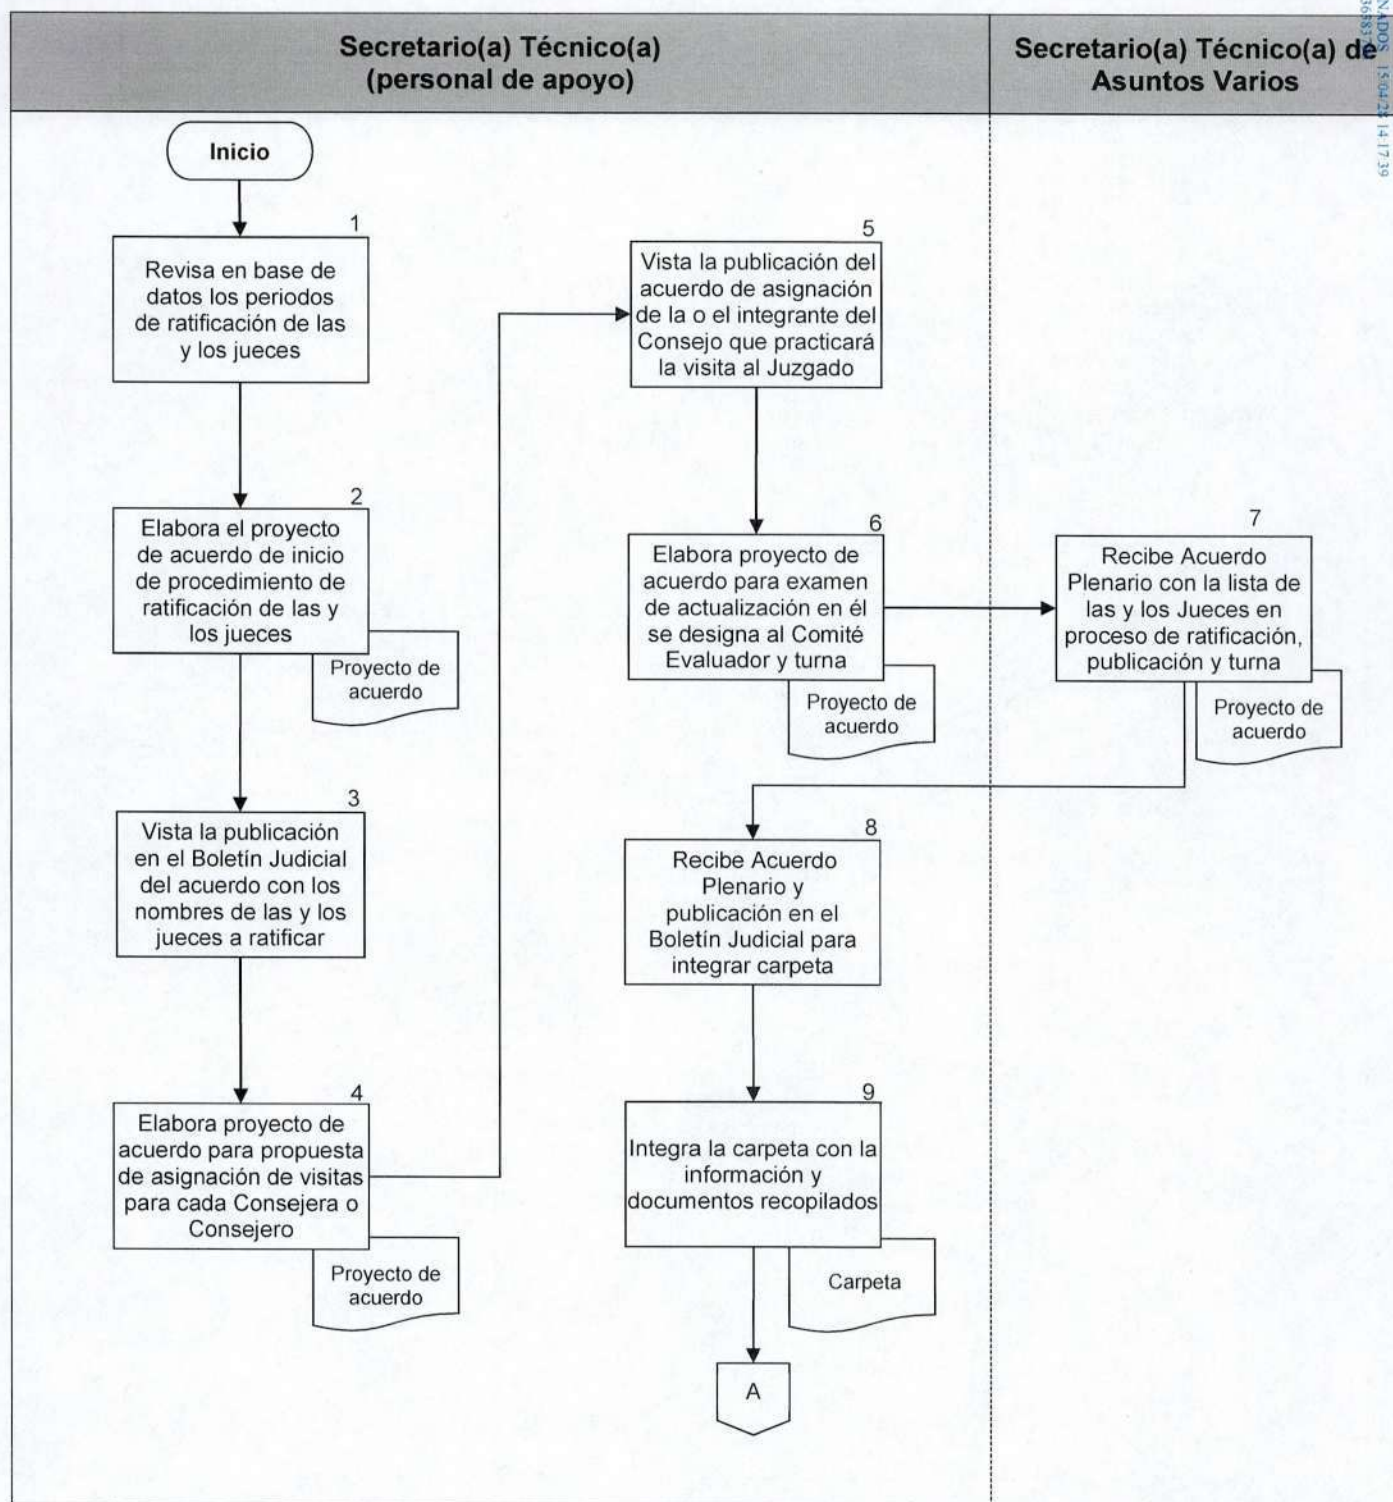 Secretario(a) Técnico(a)
(personal de apoyo)
Secretario(a) Técnico(a) de
Asuntos Varios
NADOS 15/04/28 14:17:39
Inicio
1
Revisa en base de
datos los periodos
de ratificación de las
y los jueces
2
Elabora el proyecto
de acuerdo de inicio
de procedimiento de
ratificación de las y
los jueces
Proyecto de
acuerdo
3
Vista la publicación
en el Boletín Judicial
del acuerdo con los
nombres de las y los
jueces a ratificar
4
Elabora proyecto de
acuerdo para propuesta
de asignación de visitas
para cada Consejera o
Consejero
Proyecto de
acuerdo
5
Vista la publicación del
acuerdo de asignación
de la o el integrante del
Consejo que practicará
la visita al Juzgado
6
Elabora proyecto de
acuerdo para examen
de actualización en él
se designa al Comité
Evaluador y turna
Proyecto de
acuerdo
7
Recibe Acuerdo
Plenario con la lista de
las y los Jueces en
proceso de ratificación,
publicación y turna
Proyecto de
acuerdo
8
Recibe Acuerdo
Plenario y
publicación en el
Boletín Judicial para
integrar carpeta
9
Integra la carpeta con la
información y
documentos recopilados
Carpeta
A